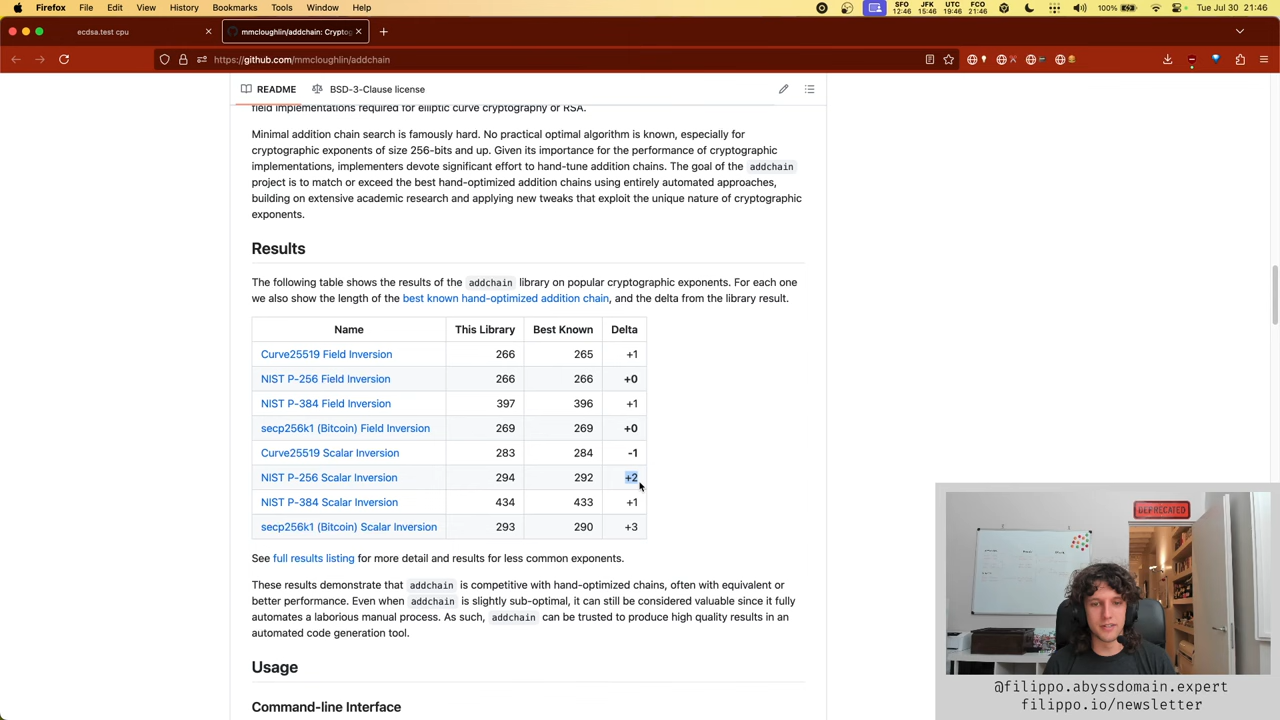 Firefox File Edit View History Bookmarks Tools Window Help
SFO 12:46 NYC 15:46 UTC 19:46 FCO 21:46 100% Tue Jul 30 21:46
ecdsa.test cpu
mmcloughlin/addchain: Cryptog
https://github.com/mmcloughlin/addchain
README BSD-3-Clause license
field implementations required for elliptic curve cryptography or RSA.
Minimal addition chain search is famously hard. No practical optimal algorithm is known, especially for
cryptographic exponents of size 256-bits and up. Given its importance for the performance of cryptographic
implementations, implementers devote significant effort to hand-tune addition chains. The goal of the addchain
project is to match or exceed the best hand-optimized addition chains using entirely automated approaches,
building on extensive academic research and applying new tweaks that exploit the unique nature of cryptographic
exponents.
Results
The following table shows the results of the addchain library on popular cryptographic exponents. For each one
we also show the length of the best known hand-optimized addition chain, and the delta from the library result.
Name This Library Best Known Delta
Curve25519 Field Inversion 266 265 +1
NIST P-256 Field Inversion 266 266 +0
NIST P-384 Field Inversion 397 396 +1
secp256k1 (Bitcoin) Field Inversion 269 269 +0
Curve25519 Scalar Inversion 283 284 -1
NIST P-256 Scalar Inversion 294 292 +2
NIST P-384 Scalar Inversion 434 433 +1
secp256k1 (Bitcoin) Scalar Inversion 293 290 +3
See full results listing for more detail and results for less common exponents.
These results demonstrate that addchain is competitive with hand-optimized chains, often with equivalent or
better performance. Even when addchain is slightly sub-optimal, it can still be considered valuable since it fully
automates a laborious manual process. As such, addchain can be trusted to produce high quality results in an
automated code generation tool.
Usage
Command-line Interface
DEPRECATED
@filippo.abyssdomain.expert
filippo.io/newsletter